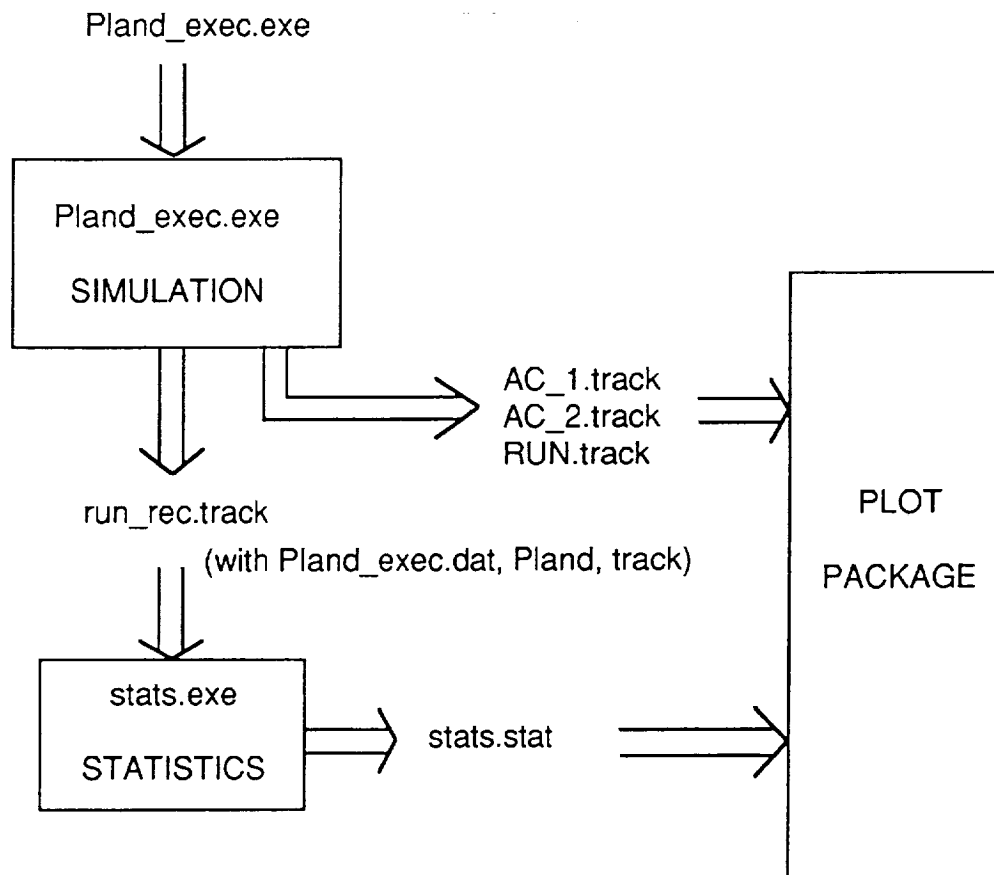 Pland_exec.exe
Pland_exec.exe
SIMULATION
AC_1.track
AC_2.track
RUN.track
run_rec.track
(with Pland_exec.dat, Pland, track)
PLOT
PACKAGE
stats.exe
STATISTICS
stats.stat